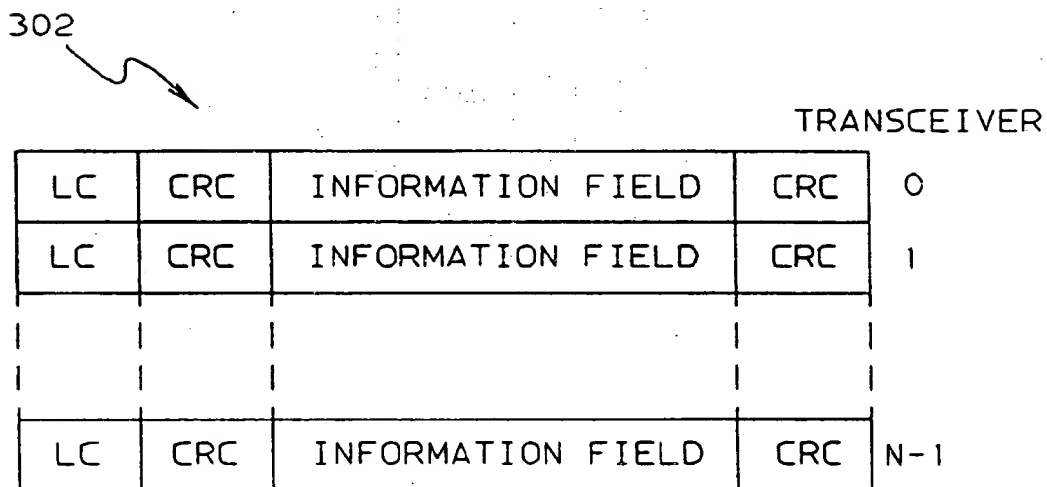 302
TRANSCEIVER
LC CRC INFORMATION FIELD CRC 0
LC CRC INFORMATION FIELD CRC 1
LC CRC INFORMATION FIELD CRC N-1